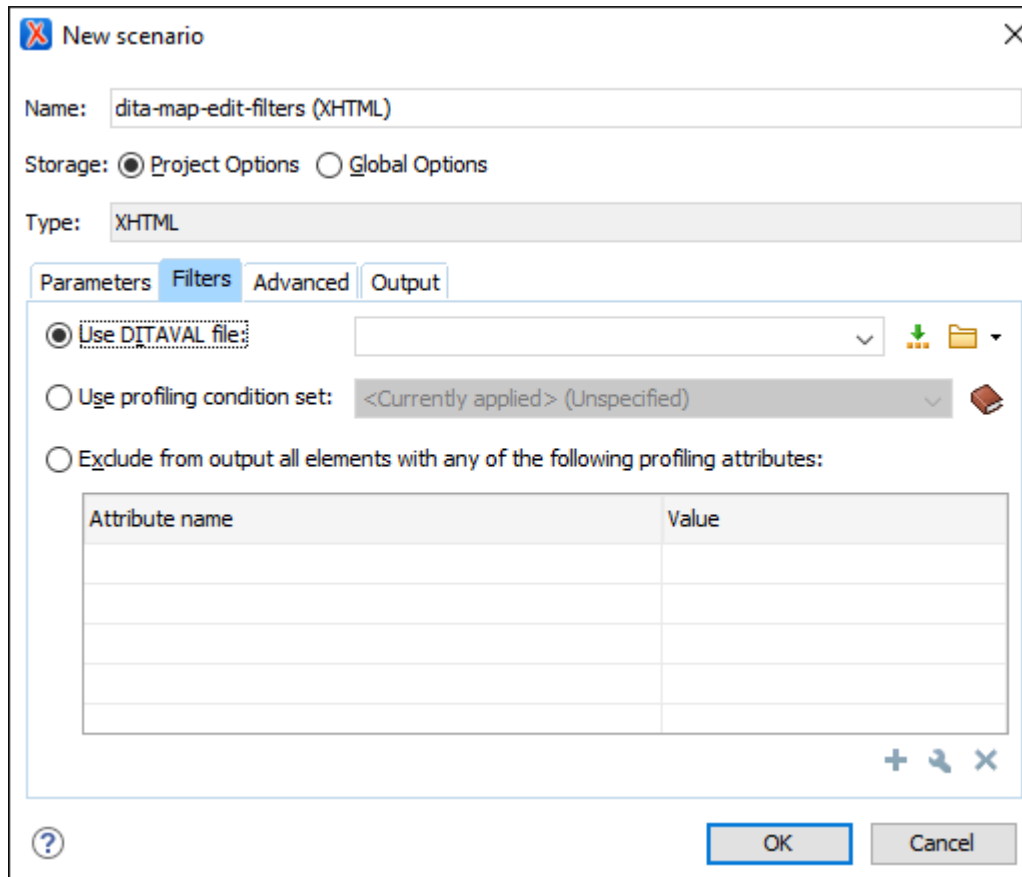 New scenario
Name: dita-map-edit-filters (XHTML)
Storage: Project Options Global Options
Type: XHTML
Parameters Filters Advanced Output
Use DITAVAL file:
Use profiling condition set: <Currently applied> (Unspecified)
Exclude from output all elements with any of the following profiling attributes:
Attribute name Value
? OK Cancel